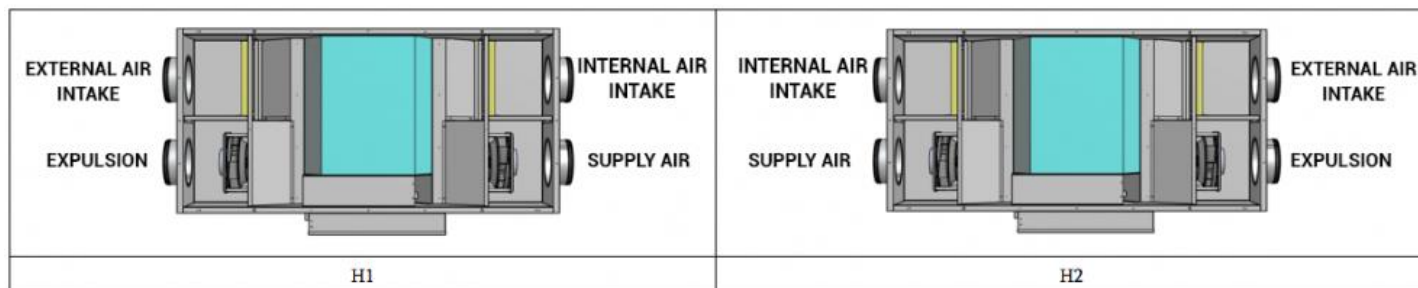 EXTERNAL AIR
INTAKE
INTERNAL AIR
INTAKE
EXPULSION
SUPPLY AIR
H1
INTERNAL AIR
INTAKE
EXTERNAL AIR
INTAKE
SUPPLY AIR
EXPULSION
H2